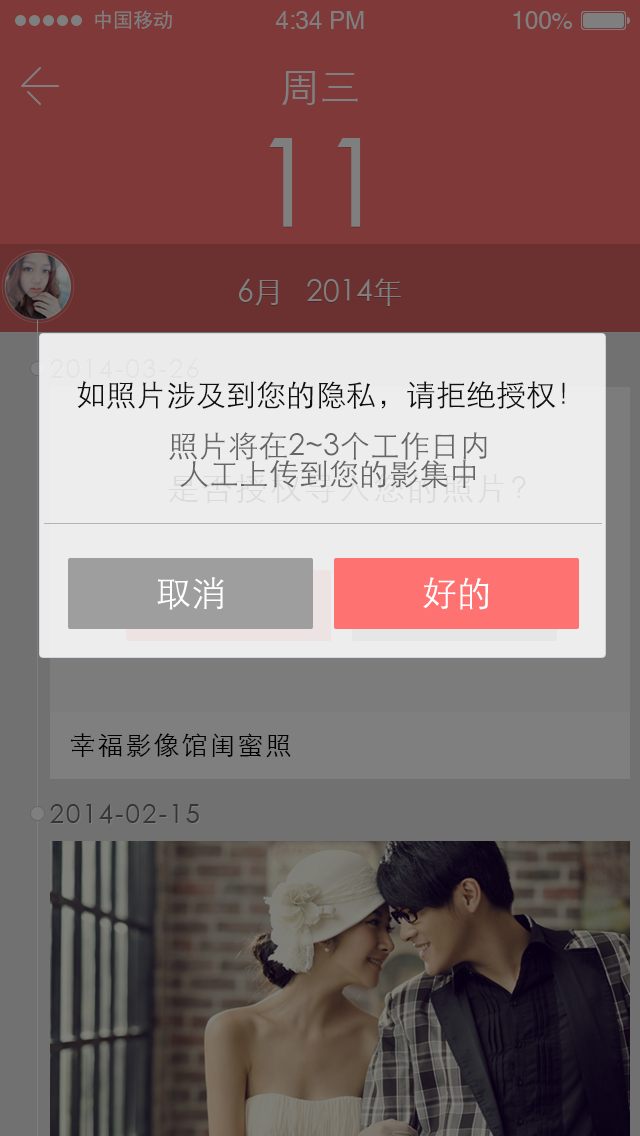 中国移动 4:34 PM 100%
周三
11
6月 2014年
2014-03-26
如照片涉及到您的隐私，请拒绝授权！
照片将在2~3个工作日内
人工上传到您的影集中
是否授权导入您的照片？
取消 好的
幸福影像馆闺蜜照
2014-02-15